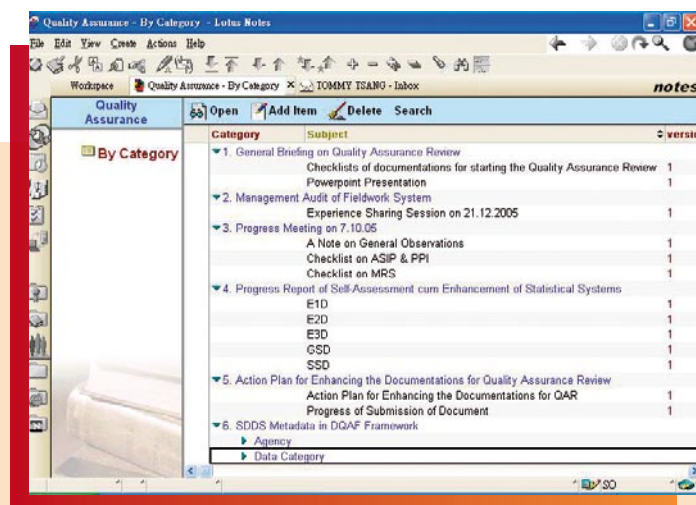 Quality Assurance - By Category - Lotus Notes
File Edit View Create Actions Help
Workspace Quality Assurance - By Category × TOMMY TSANG - Inbox notes
Quality Assurance
Open Add Item Delete Search
Category Subject versio
By Category
1. General Briefing on Quality Assurance Review
Checklists of documentations for starting the Quality Assurance Review 1
Powerpoint Presentation 1
2. Management Audit of Fieldwork System
Experience Sharing Session on 21.12.2005 1
3. Progress Meeting on 7.10.05
A Note on General Observations 1
Checklist on ASIP & PPI 1
Checklist on MRS 1
4. Progress Report of Self-Assessment cum Enhancement of Statistical Systems
E1D 1
E2D 1
E3D 1
GSD 1
SSD 1
5. Action Plan for Enhancing the Documentations for Quality Assurance Review
Action Plan for Enhancing the Documentations for QAR 1
Progress of Submission of Document 1
6. SDDS Metadata in DQAF Framework
Agency
Data Category
SO